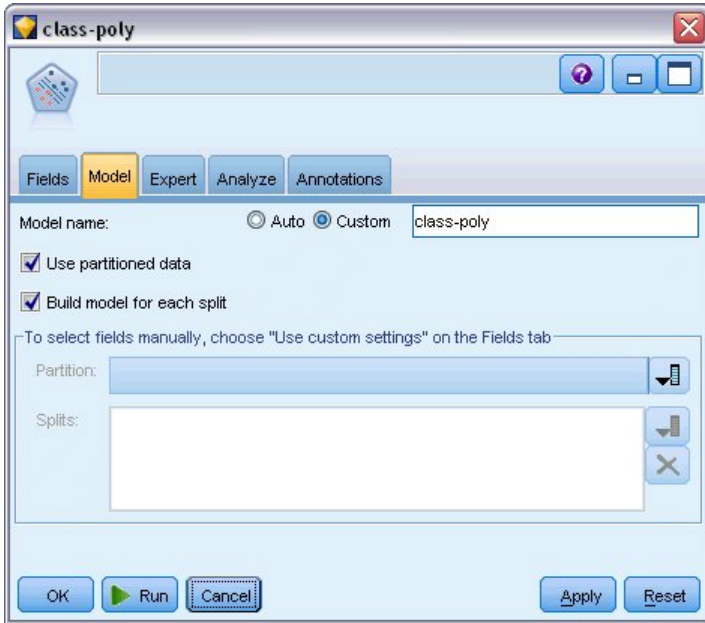 class-poly
Fields Model Expert Analyze Annotations
Model name: Auto Custom class-poly
Use partitioned data
Build model for each split
To select fields manually, choose "Use custom settings" on the Fields tab
Partition:
Splits:
OK Run Cancel Apply Reset